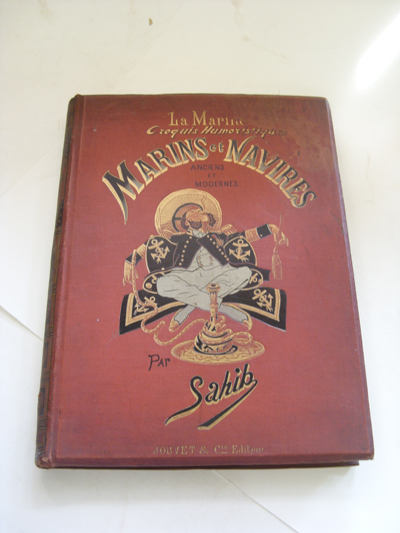 La Marine
Croquis Humoristiques
MARINS et NAVIRES
ANCIENS
ET
MODERNES
PAR
Sahib
JOUVET & Cie Editeurs